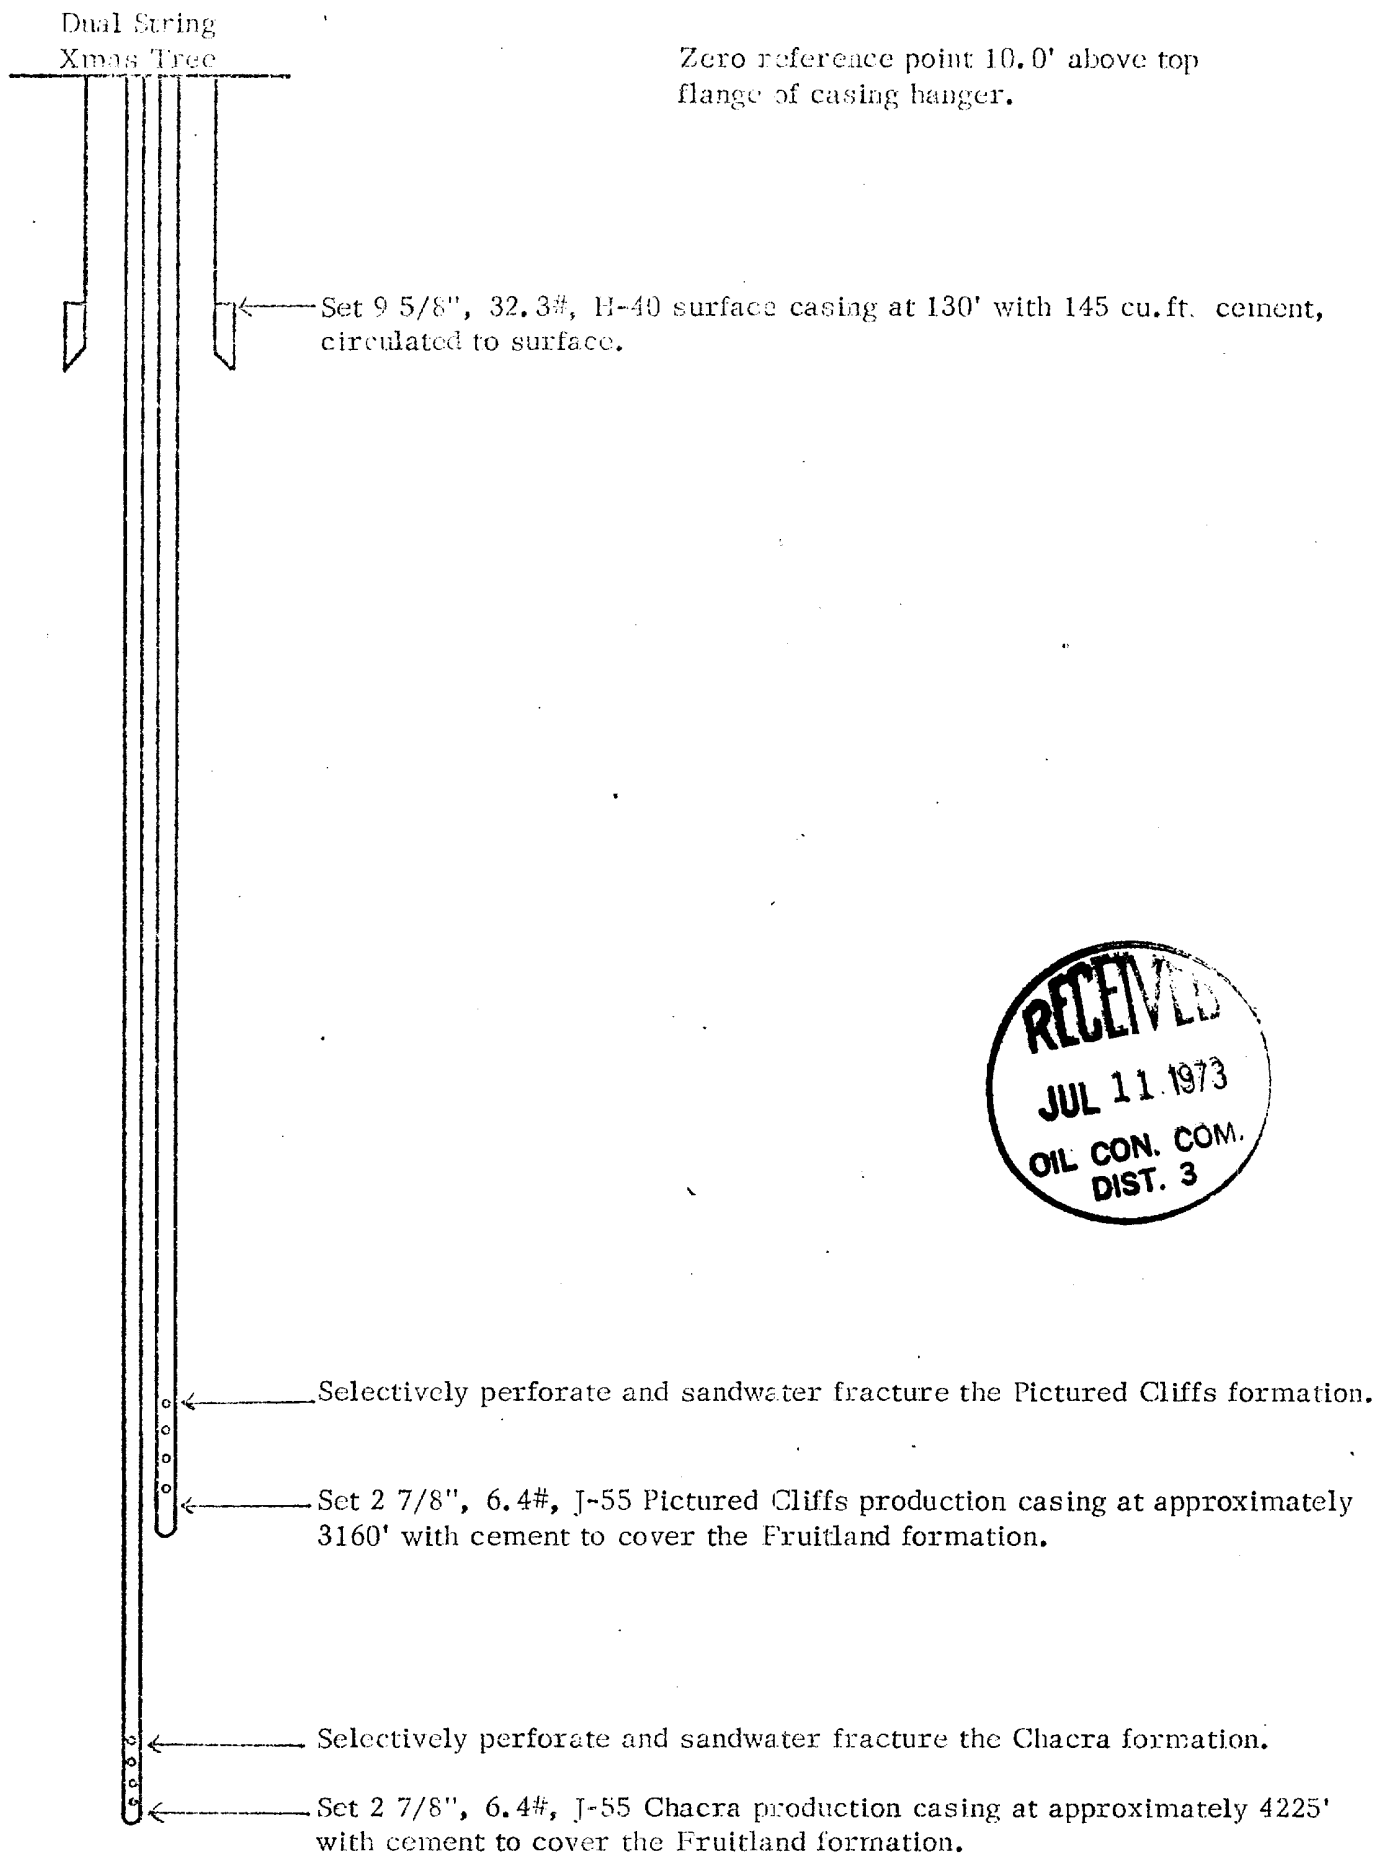 Dual String
Xmas Tree
Zero reference point 10.0' above top
flange of casing hanger.
Set 9 5/8", 32.3#, H-40 surface casing at 130' with 145 cu.ft. cement,
circulated to surface.
RECEIVED
JUL 11 1973
OIL CON. COM.
DIST. 3
Selectively perforate and sandwater fracture the Pictured Cliffs formation.
Set 2 7/8", 6.4#, J-55 Pictured Cliffs production casing at approximately
3160' with cement to cover the Fruitland formation.
Selectively perforate and sandwater fracture the Chacra formation.
Set 2 7/8", 6.4#, J-55 Chacra production casing at approximately 4225'
with cement to cover the Fruitland formation.